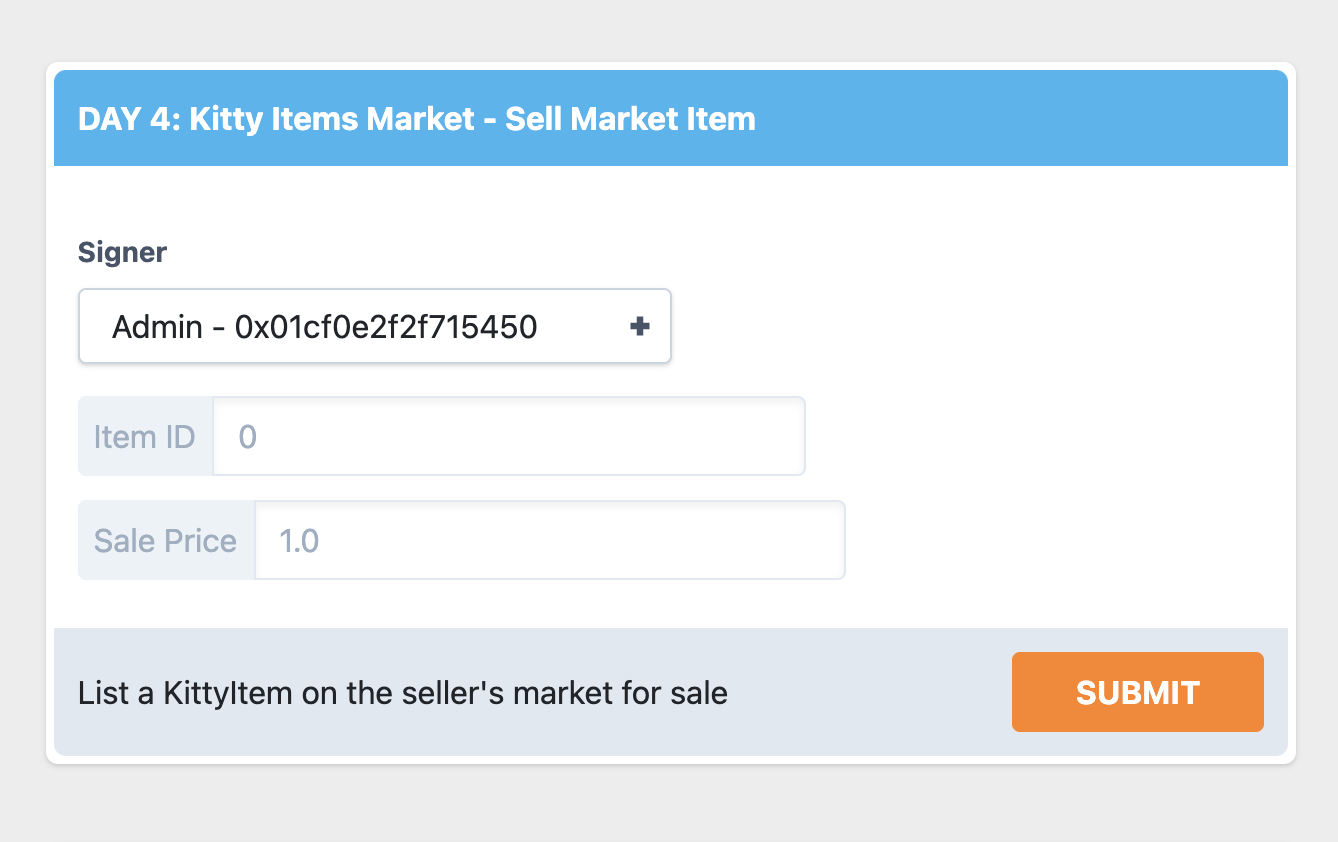 DAY 4: Kitty Items Market - Sell Market Item
Signer
Admin - 0x01cf0e2f2f715450
Item ID 0
Sale Price 1.0
List a KittyItem on the seller's market for sale
SUBMIT